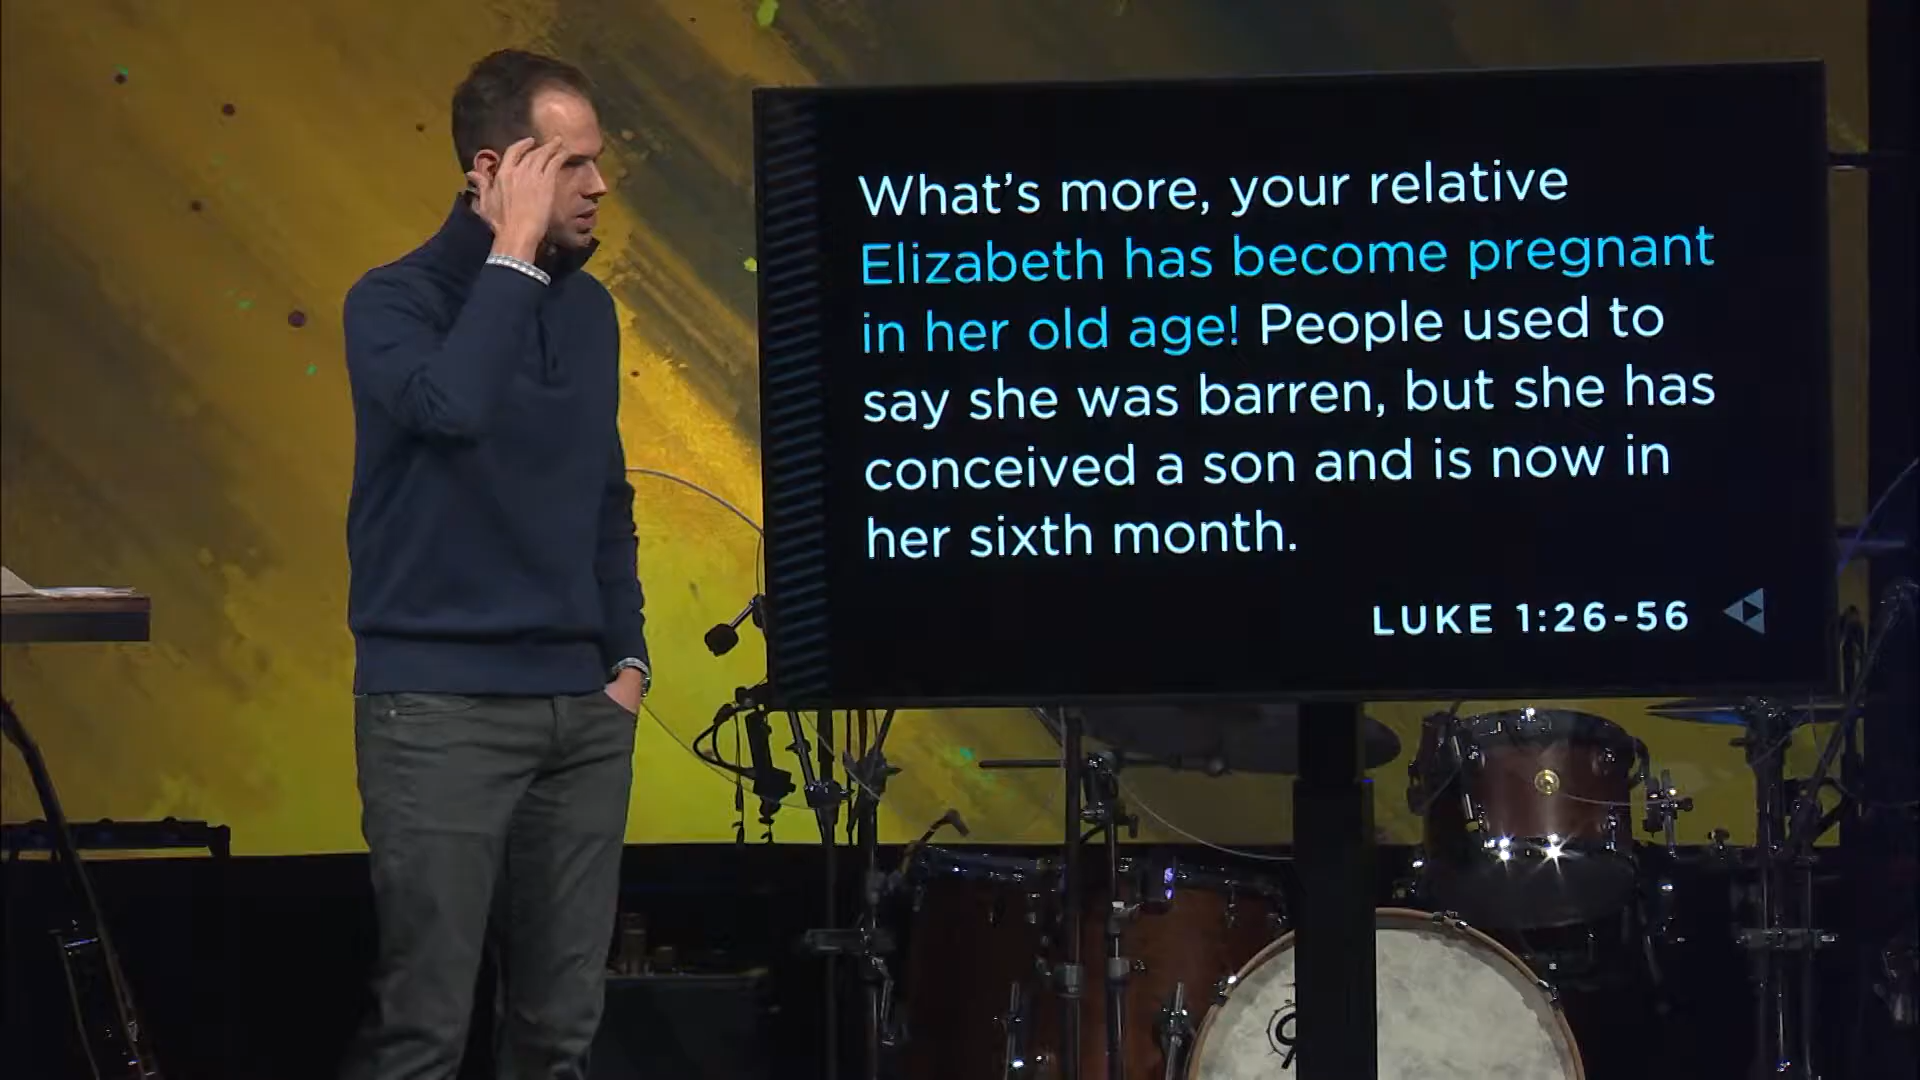 What's more, your relative
Elizabeth has become pregnant
in her old age! People used to
say she was barren, but she has
conceived a son and is now in
her sixth month.
LUKE 1:26-56